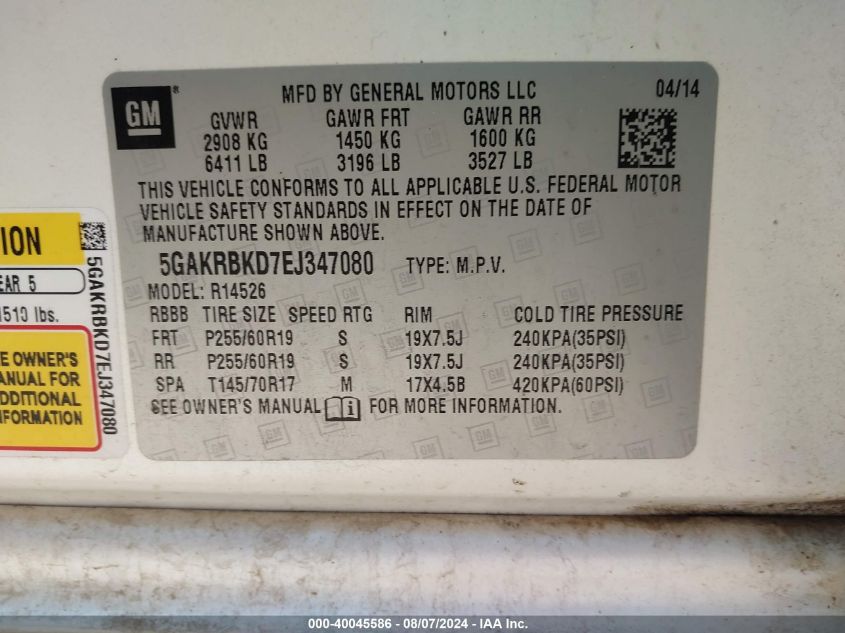 GM ®
MFD BY GENERAL MOTORS LLC 04/14
GVWR GAWR FRT GAWR RR
2908 KG 1450 KG 1600 KG
6411 LB 3196 LB 3527 LB
THIS VEHICLE CONFORMS TO ALL APPLICABLE U.S. FEDERAL MOTOR
VEHICLE SAFETY STANDARDS IN EFFECT ON THE DATE OF
MANUFACTURE SHOWN ABOVE.
5GAKRBKD7EJ347080 TYPE: M.P.V.
MODEL: R14526
RBBB TIRE SIZE SPEED RTG RIM COLD TIRE PRESSURE
FRT P255/60R19 S 19X7.5J 240KPA(35PSI)
RR P255/60R19 S 19X7.5J 240KPA(35PSI)
SPA T145/70R17 M 17X4.5B 420KPA(60PSI)
SEE OWNER'S MANUAL FOR MORE INFORMATION.
ION
EAR 5
510 lbs.
E OWNER'S
ANUAL FOR
DDITIONAL
FORMATION
5GAKRBKD7EJ347080
000-40045586 - 08/07/2024 - IAA Inc.